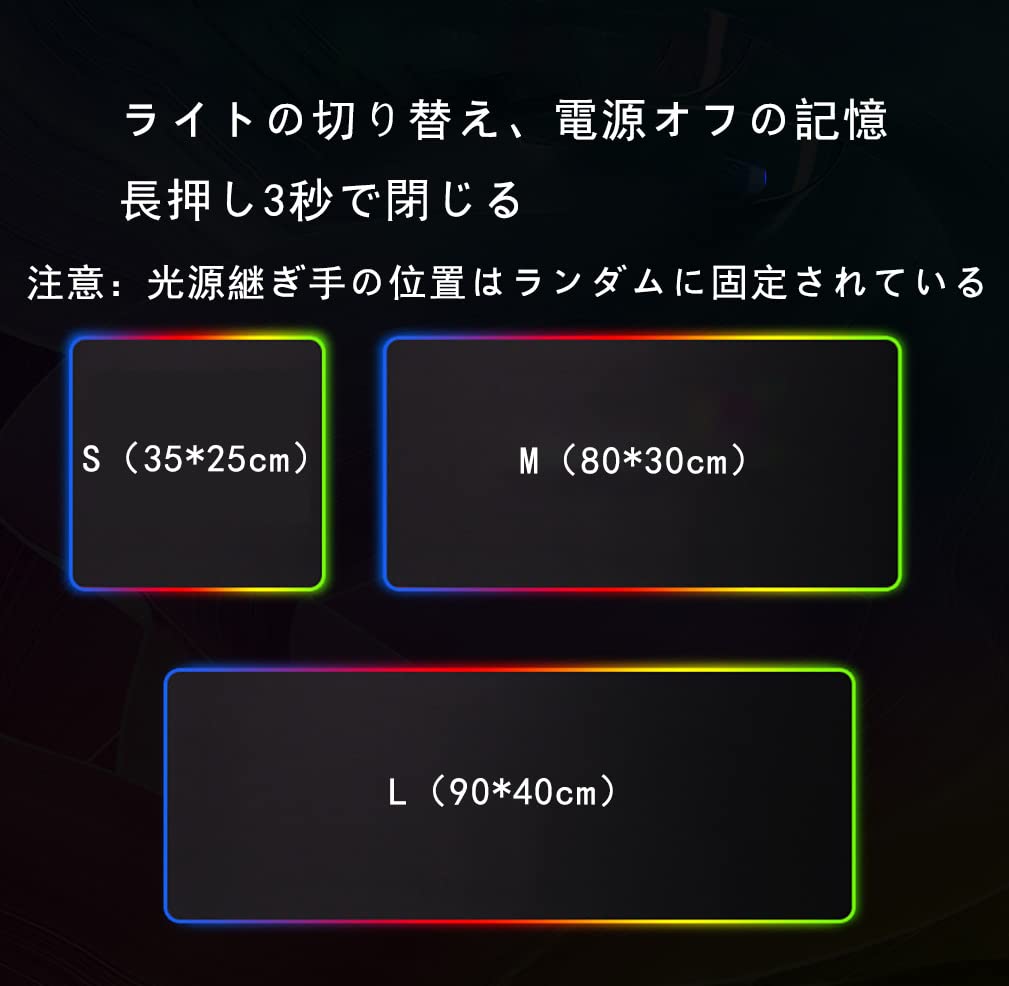 ライトの切り替え、電源オフの記憶
長押し3秒で閉じる
注意：光源継ぎ手の位置はランダムに固定されている
S（35*25cm）
M（80*30cm）
L（90*40cm）